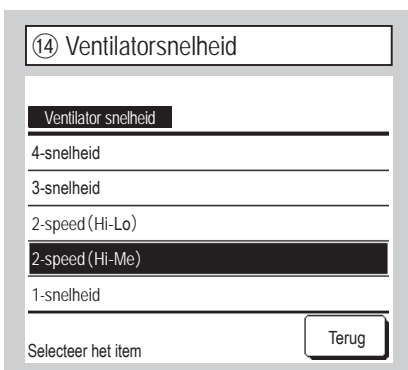 ⑭ Ventilatorsnelheid
Ventilator snelheid
4-snelheid
3-snelheid
2-speed(Hi-Lo)
2-speed(Hi-Me)
1-snelheid
Selecteer het item
Terug